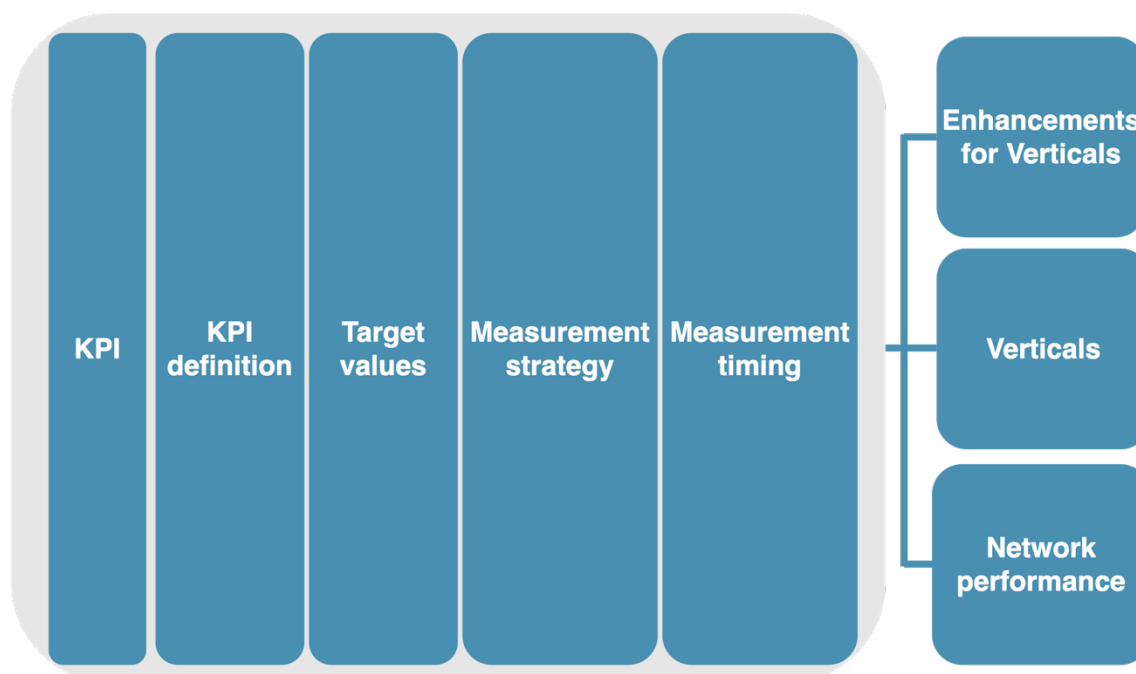 KPI
KPI
definition
Target
values
Measurement
strategy
Measurement
timing
Enhancements
for Verticals
Verticals
Network
performance